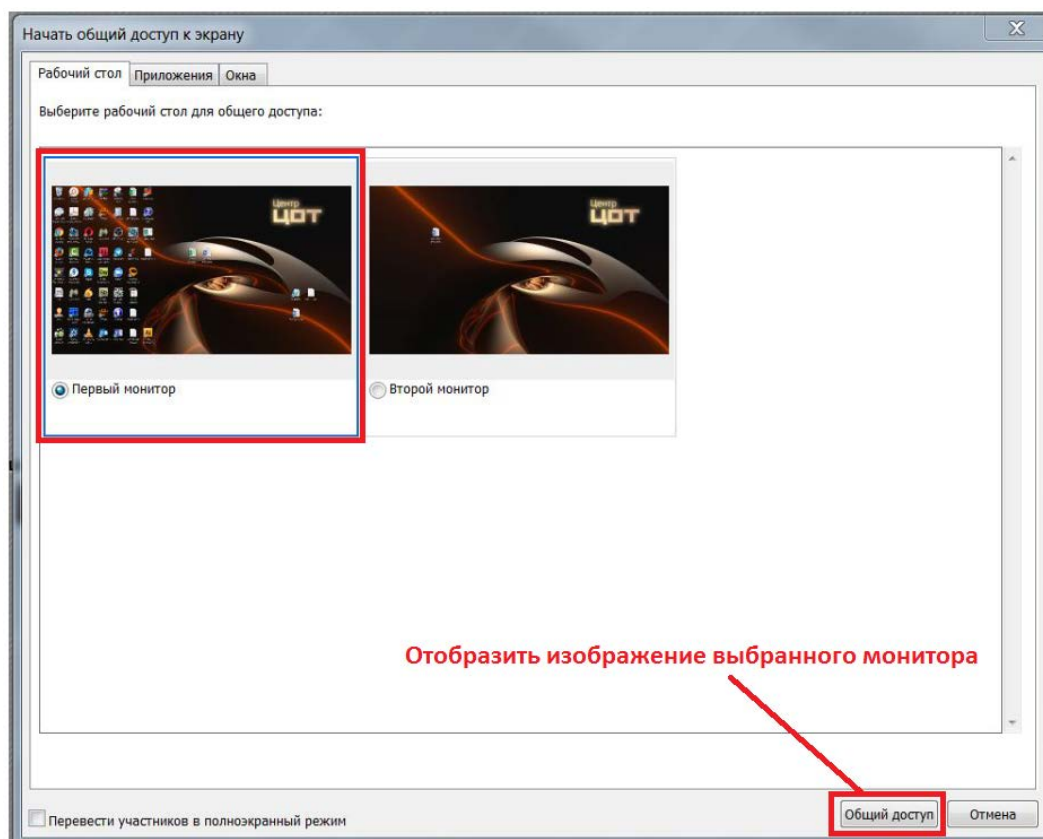 Начать общий доступ к экрану
Рабочий стол Приложения Окна
Выберите рабочий стол для общего доступа:
Центр
ЦОТ
Центр
ЦОТ
Первый монитор
Второй монитор
Отобразить изображение выбранного монитора
Перевести участников в полноэкранный режим
Общий доступ
Отмена